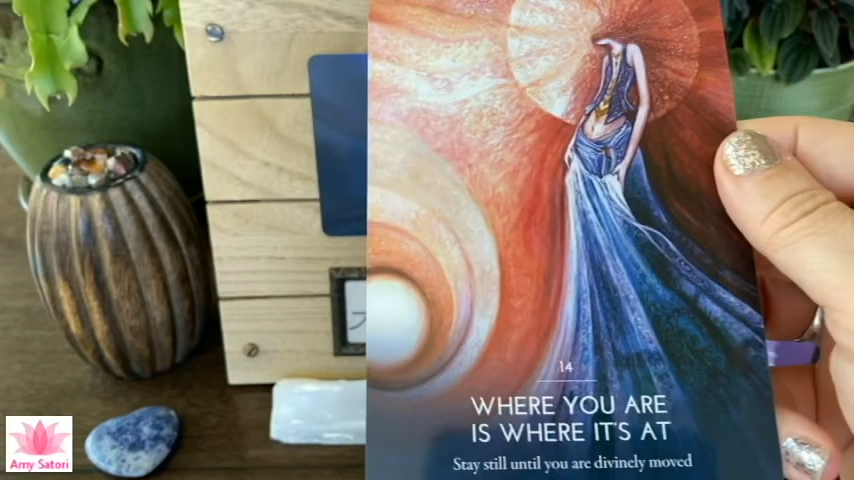 14
WHERE YOU ARE
IS WHERE IT'S AT
Stay still until you are divinely moved
Amy Satori